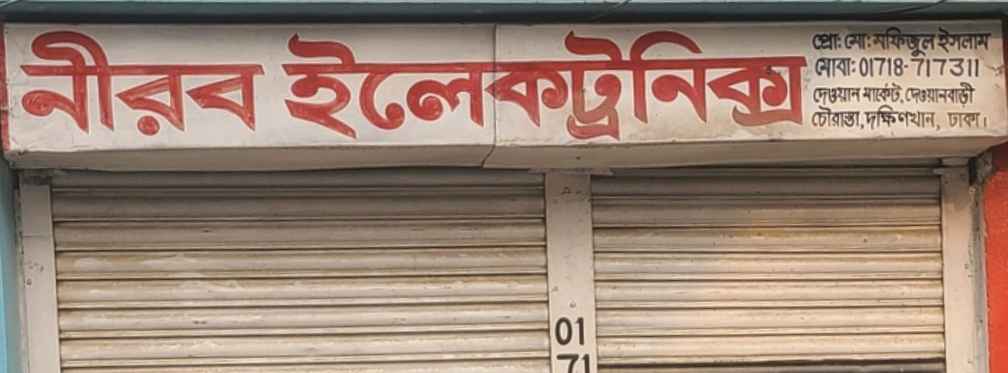 নীরব ইলেকট্রনিক্স
প্রো: মো: মফিজুল ইসলাম
মোবা: 01718-717311
দেওয়ান মার্কেট, দেওয়ানবাড়ী
চৌরাস্তা, দক্ষিণখান, ঢাকা।
01
71